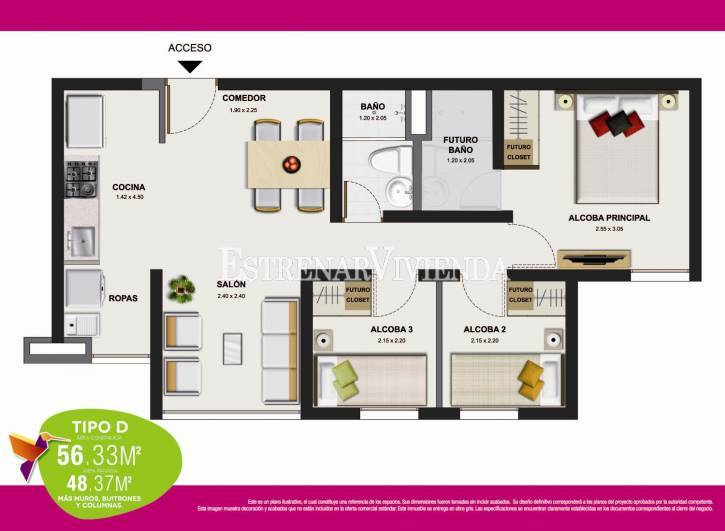 ACCESO
COMEDOR
1.90 x 2.25
BAÑO
1.20 x 2.05
FUTURO
BAÑO
1.20 x 2.05
FUTURO
CLOSET
COCINA
1.42 x 4.50
ALCOBA PRINCIPAL
2.55 x 3.05
ESTRENARVIVIENDA
ROPAS
SALÓN
2.40 x 2.40
FUTURO
CLOSET
ALCOBA 3
2.15 x 2.20
FUTURO
CLOSET
ALCOBA 2
2.15 x 2.20
TIPO D
ÁREA CONSTRUIDA
56.33M²
ÁREA PRIVADA
48.37M²
MÁS MUROS, BUITRONES
Y COLUMNAS.
Este es un plano ilustrativo, el cual constituye una referencia de los espacios. Sus dimensiones fueron tomadas sin incluir acabados. Su diseño definitivo corresponderá a los planos del proyecto aprobados por la autoridad competente.
Esta imagen muestra decoración y acabados que no están incluidos en la oferta comercial estándar. Este inmueble se entrega en obra gris. Las especificaciones se encuentran claramente establecidas en los documentos correspondientes al cierre del negocio.